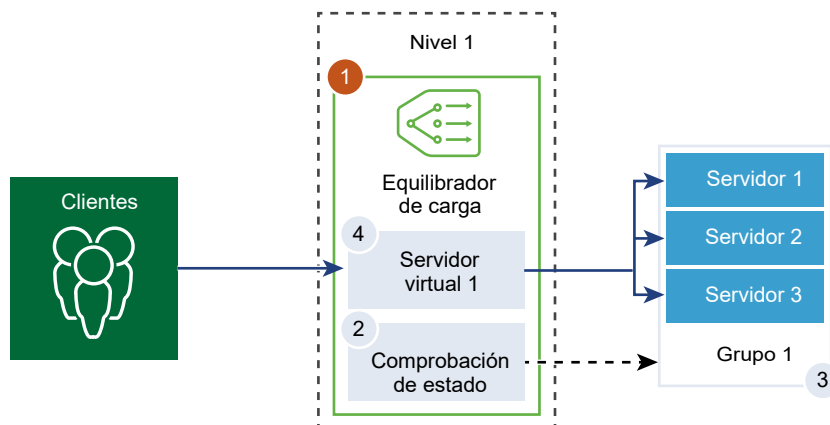 Nivel 1
1
Equilibrador
de carga
Clientes
4
Servidor
virtual 1
2
Comprobación
de estado
Servidor 1
Servidor 2
Servidor 3
Grupo 1
3